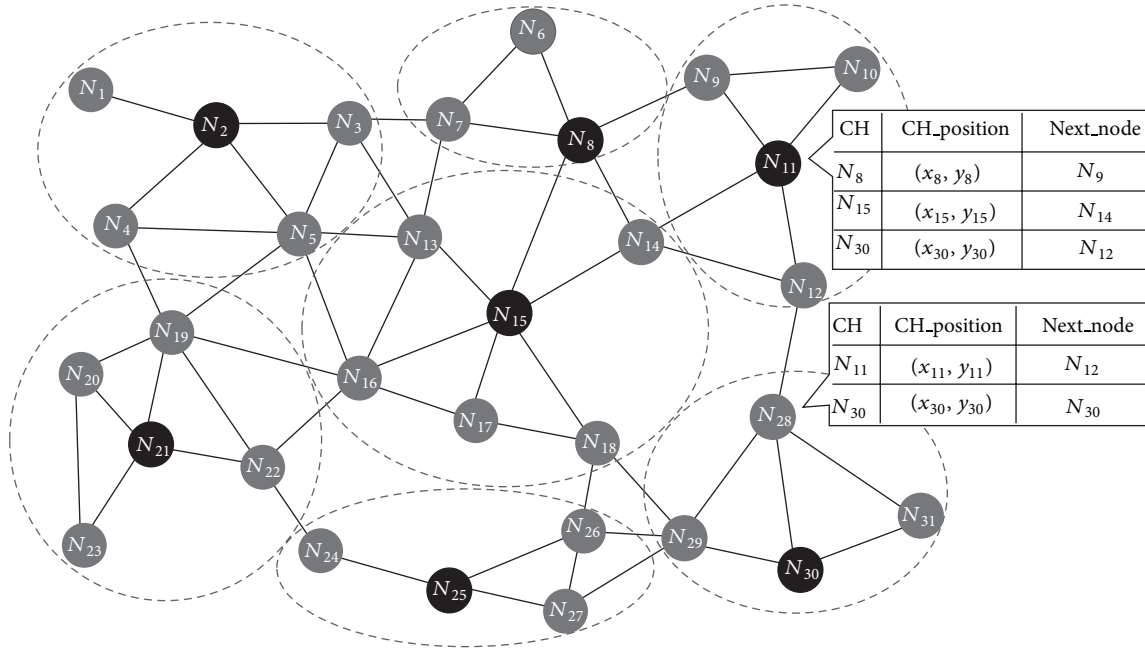 N6
N9
N10
N1
N2
N3
N7
N8
N11
CH CH_position Next_node
N8 (x8, y8) N9
N15 (x15, y15) N14
N30 (x30, y30) N12
N4
N5
N13
N14
N12
N15
N19
CH CH_position Next_node
N11 (x11, y11) N12
N30 (x30, y30) N30
N20
N16
N17
N28
N21
N22
N18
N23
N24
N26
N29
N31
N25
N27
N30